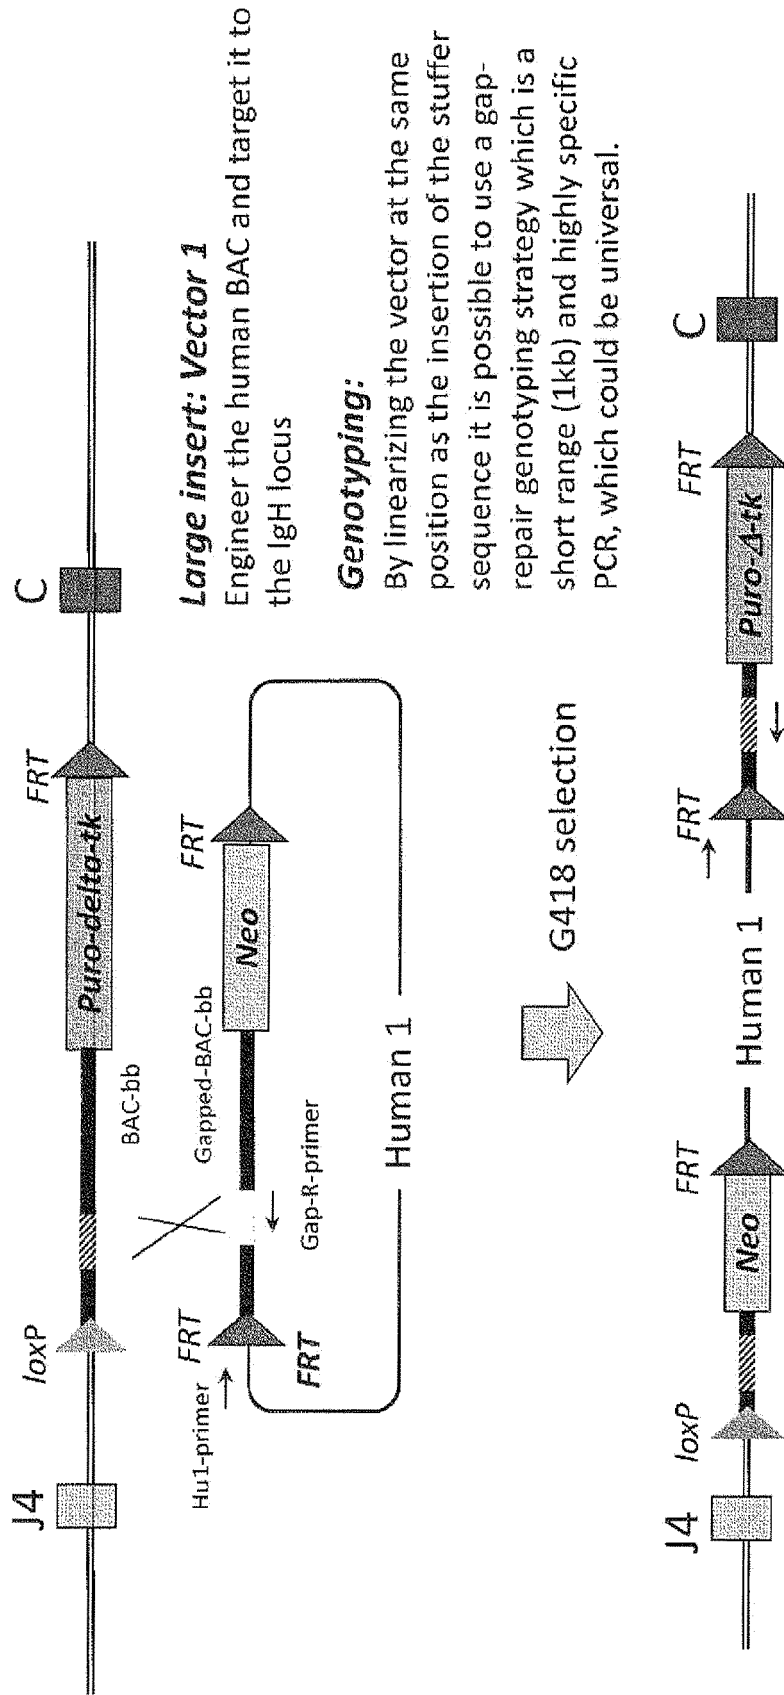 J4
loxP
BAC-bb
Puro-delta-tk
FRT
C
Hu1-primer
FRT
FRT
Gap-R-primer
Gapped-BAC-bb
Neo
FRT
Human 1
Large insert: Vector 1
Engineer the human BAC and target it to
the IgH locus
Genotyping:
By linearizing the vector at the same
position as the insertion of the stuffer
sequence it is possible to use a gap-
repair genotyping strategy which is a
short range (1kb) and highly specific
PCR, which could be universal.
G418 selection
J4
loxP
Neo
FRT
Human 1
FRT
Puro-Δ-tk
FRT
C